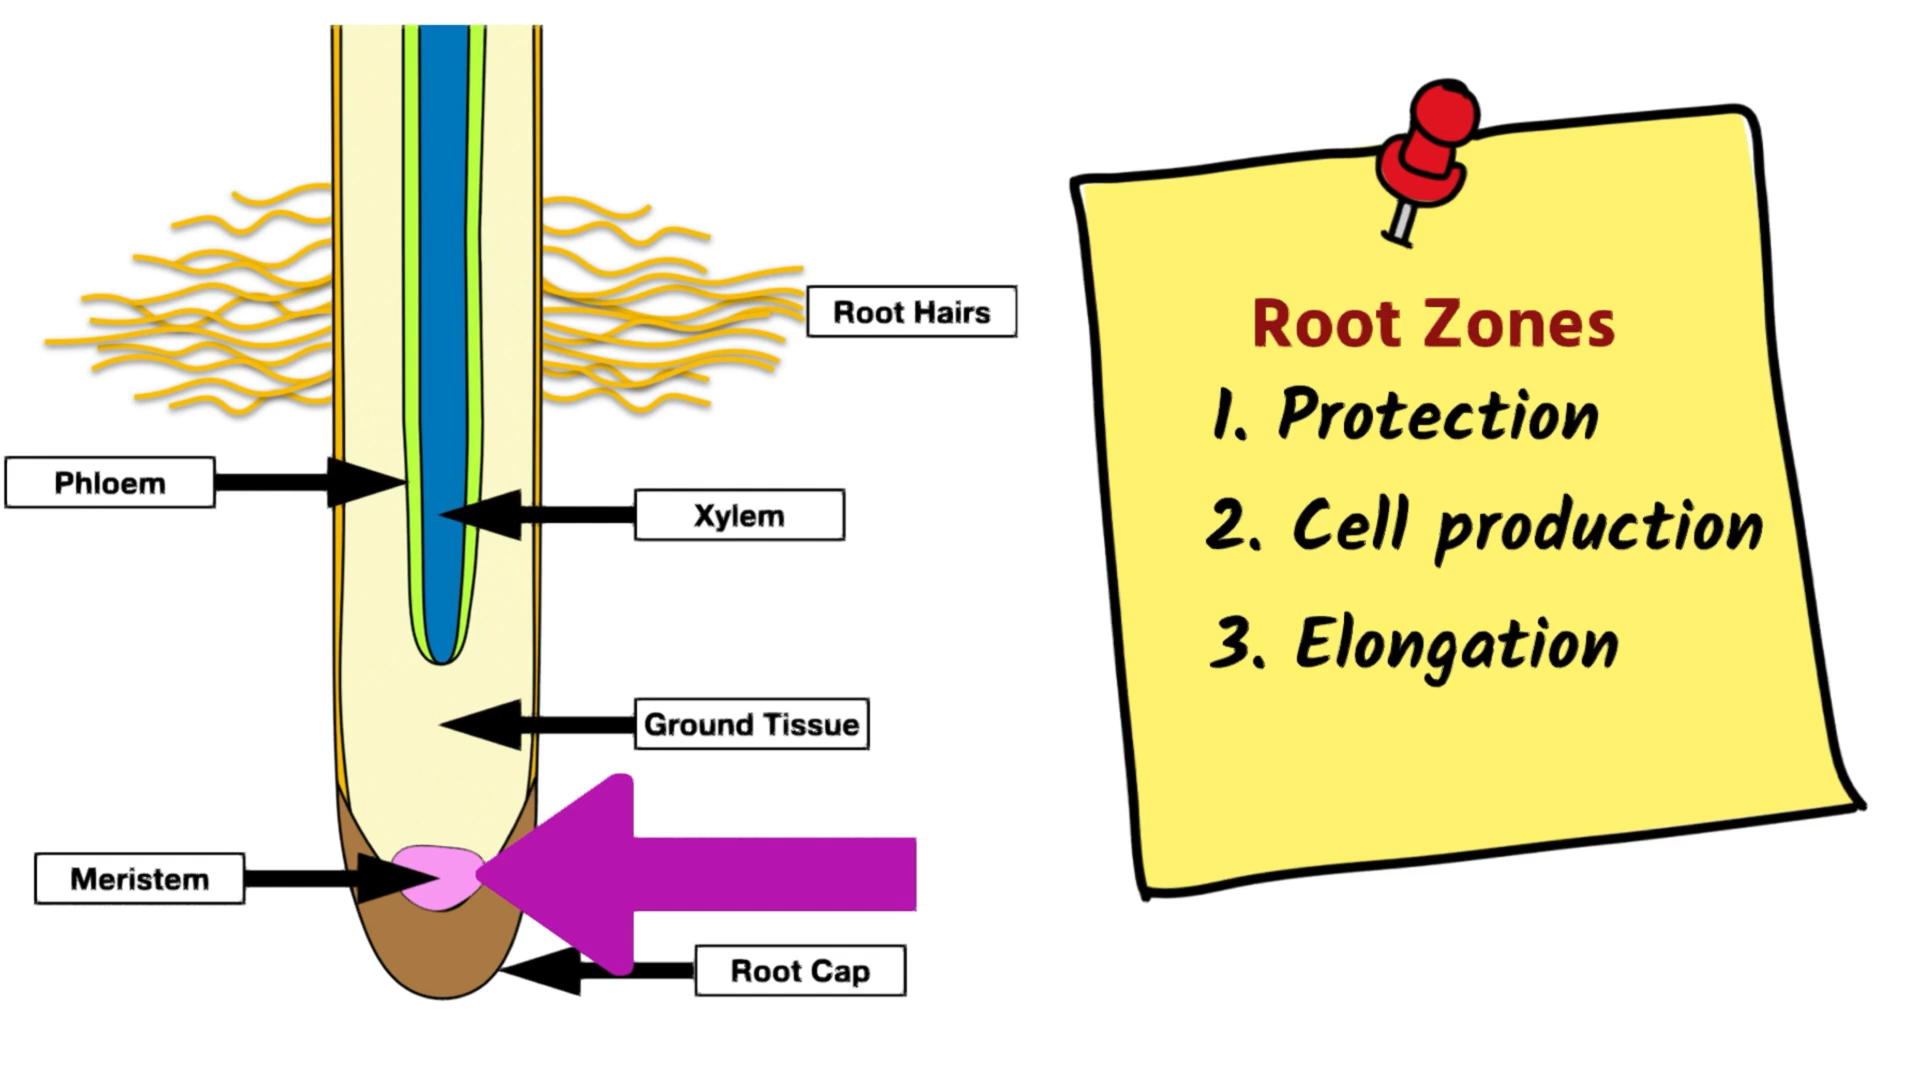 Root Hairs
Phloem
Xylem
Ground Tissue
Meristem
Root Cap
Root Zones
1. Protection
2. Cell production
3. Elongation